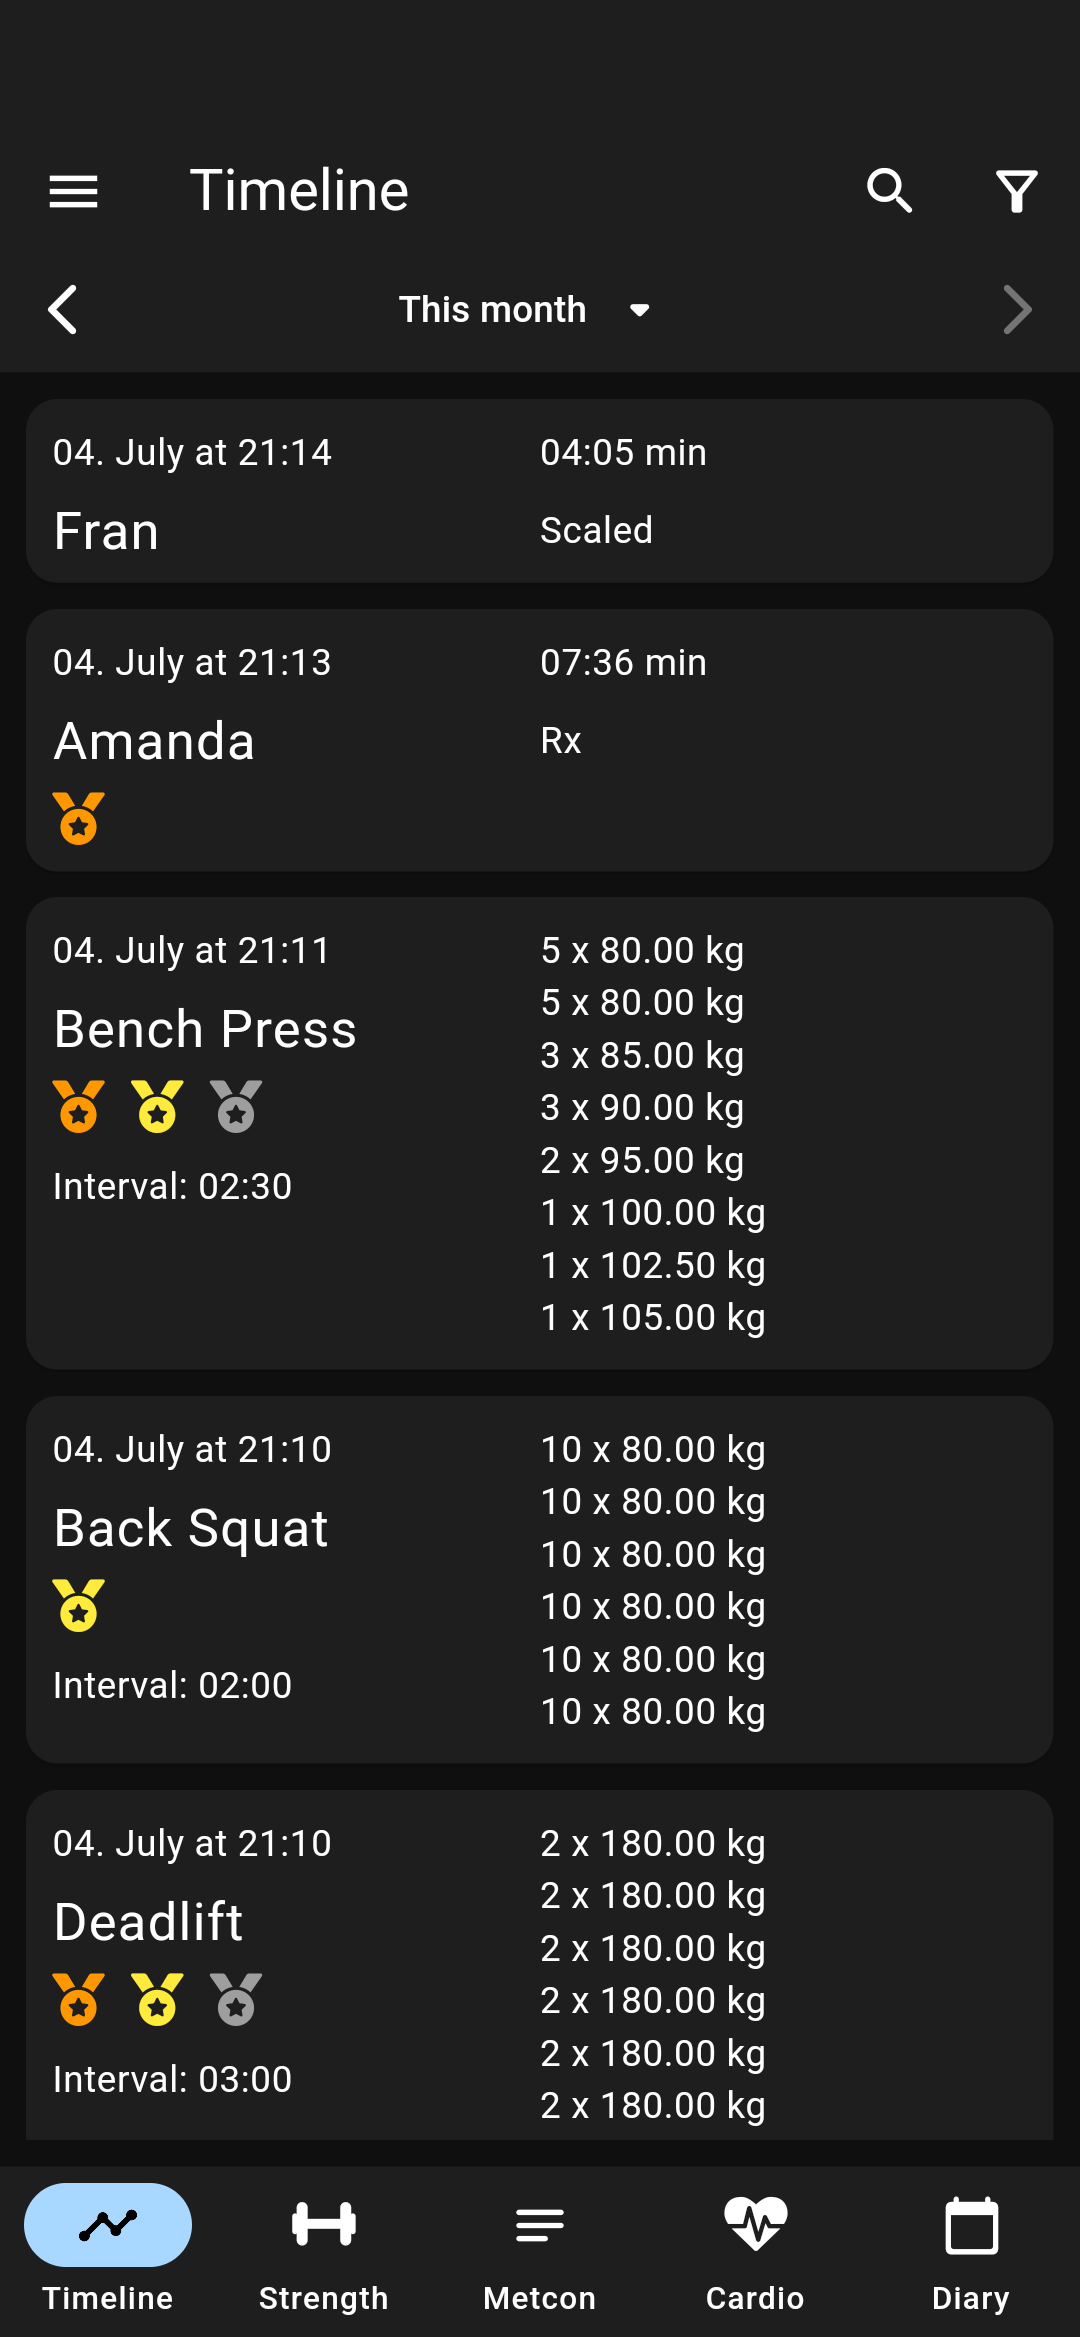 Timeline
This month
04. July at 21:14
04:05 min
Fran
Scaled
04. July at 21:13
07:36 min
Amanda
Rx
04. July at 21:11
Bench Press
Interval: 02:30
5 x 80.00 kg
5 x 80.00 kg
3 x 85.00 kg
3 x 90.00 kg
2 x 95.00 kg
1 x 100.00 kg
1 x 102.50 kg
1 x 105.00 kg
04. July at 21:10
Back Squat
Interval: 02:00
10 x 80.00 kg
10 x 80.00 kg
10 x 80.00 kg
10 x 80.00 kg
10 x 80.00 kg
10 x 80.00 kg
04. July at 21:10
Deadlift
Interval: 03:00
2 x 180.00 kg
2 x 180.00 kg
2 x 180.00 kg
2 x 180.00 kg
2 x 180.00 kg
2 x 180.00 kg
Timeline
Strength
Metcon
Cardio
Diary